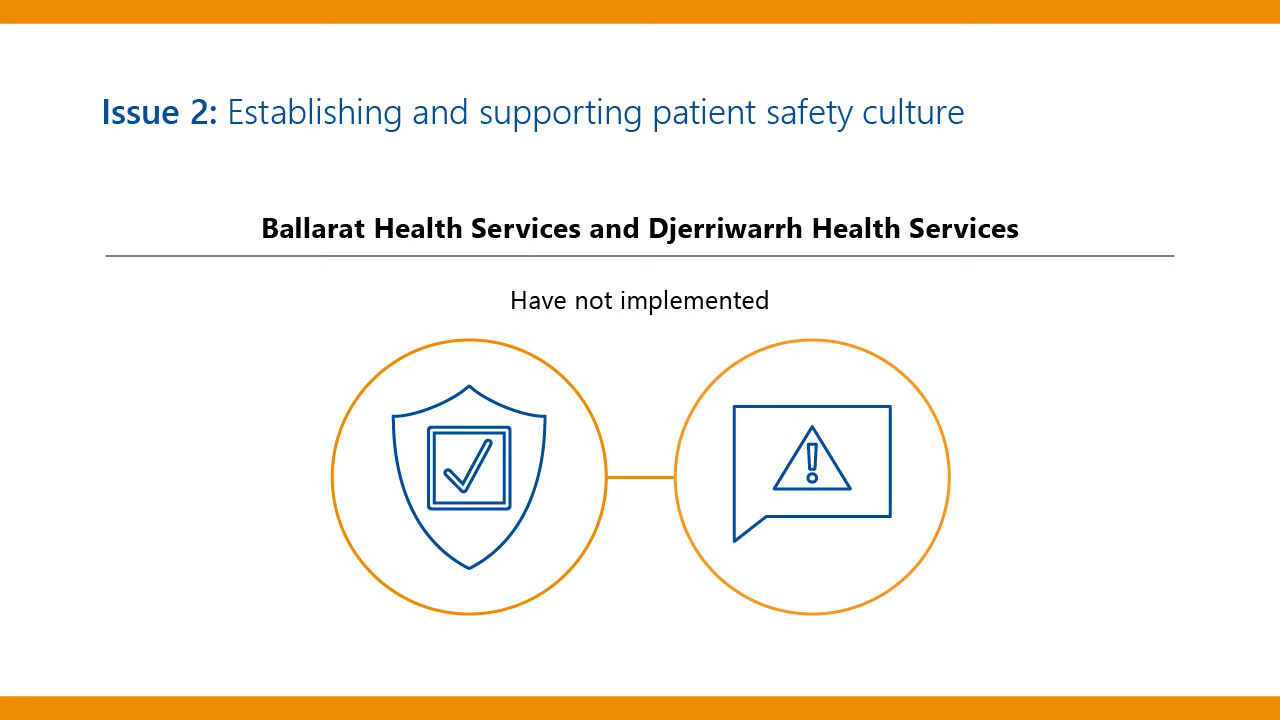 Issue 2: Establishing and supporting patient safety culture
Ballarat Health Services and Djerriwarrh Health Services
Have not implemented